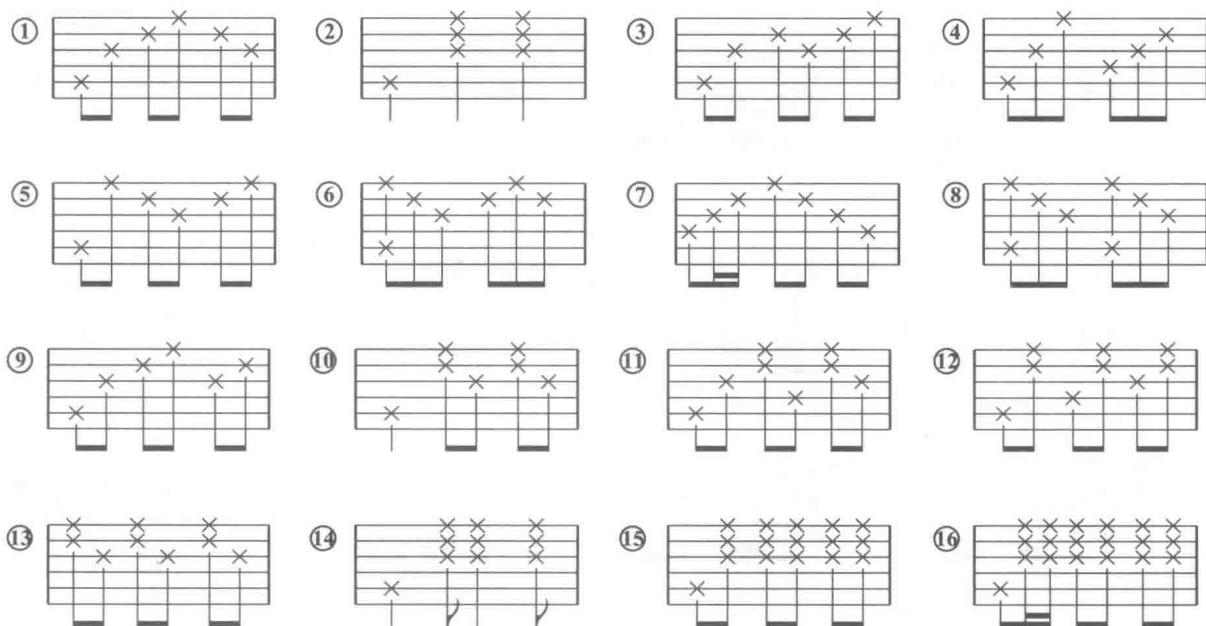 ① ② ③ ④
⑤ ⑥ ⑦ ⑧
⑨ ⑩ ⑪ ⑫
⑬ ⑭ ⑮ ⑯